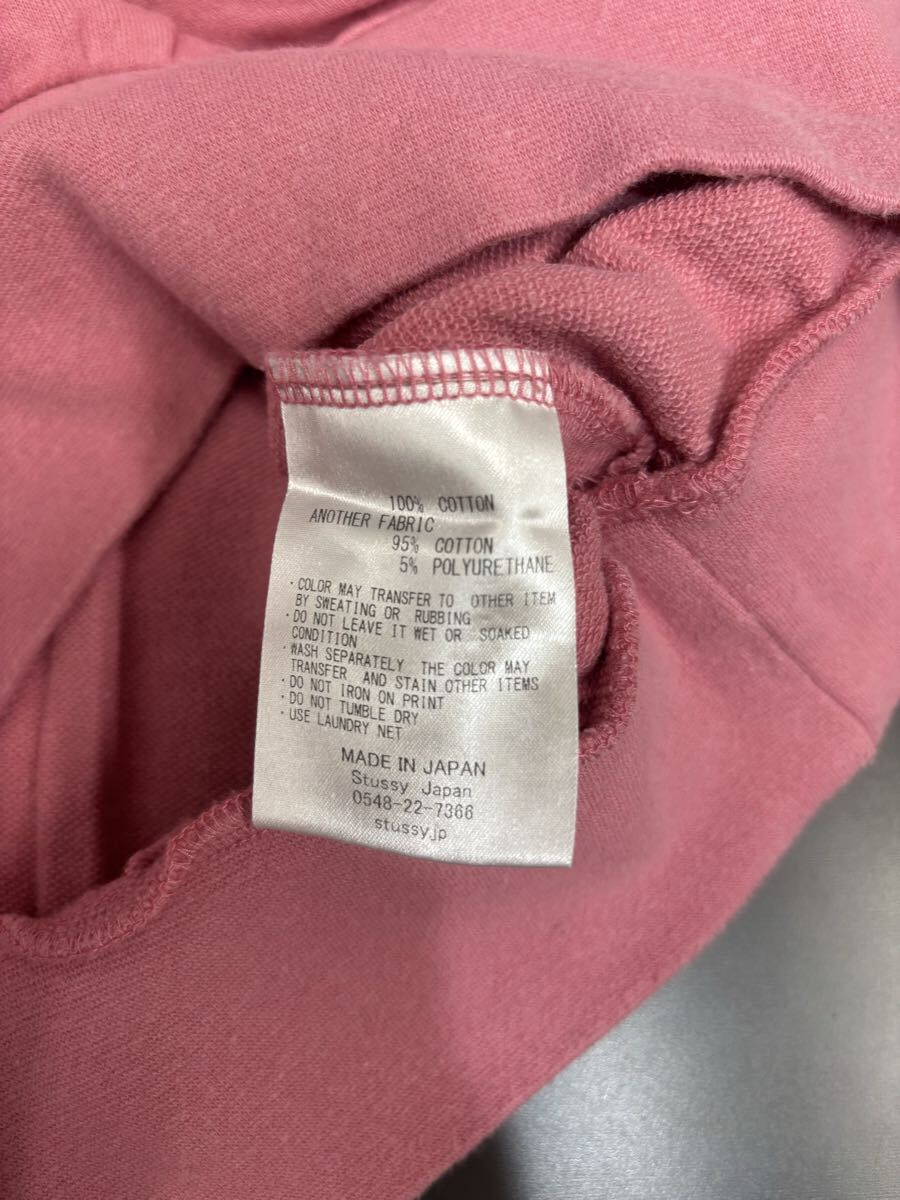 100% COTTON
ANOTHER FABRIC
95% COTTON
5% POLYURETHANE
・COLOR MAY TRANSFER TO OTHER ITEM
BY SWEATING OR RUBBING
・DO NOT LEAVE IT WET OR SOAKED
CONDITION
・WASH SEPARATELY THE COLOR MAY
TRANSFER AND STAIN OTHER ITEMS
・DO NOT IRON ON PRINT
・DO NOT TUMBLE DRY
・USE LAUNDRY NET
MADE IN JAPAN
Stussy Japan
0548-22-7366
stussy.jp